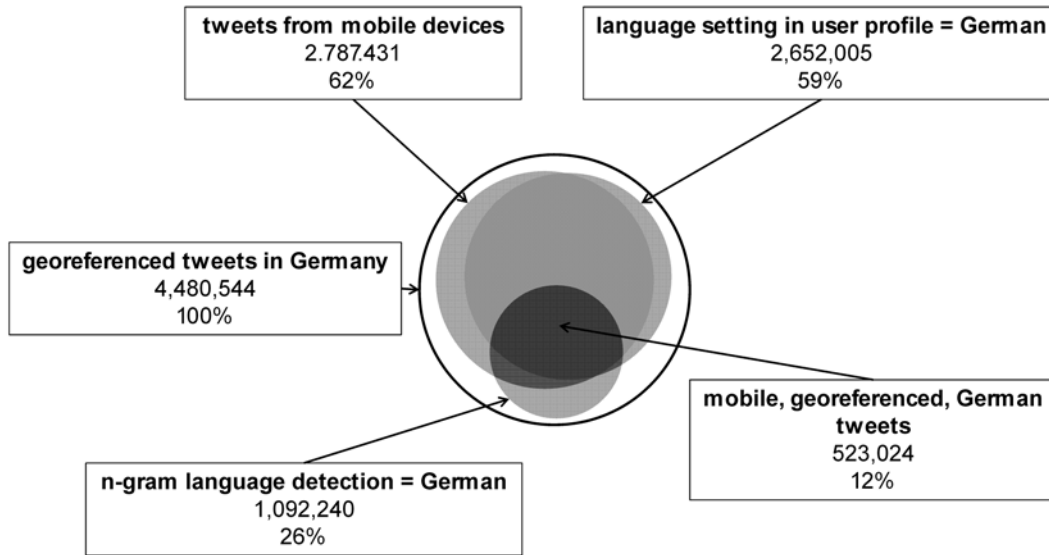 tweets from mobile devices
2.787.431
62%
language setting in user profile = German
2,652,005
59%
georeferenced tweets in Germany
4,480,544
100%
mobile, georeferenced, German
tweets
523,024
12%
n-gram language detection = German
1,092,240
26%